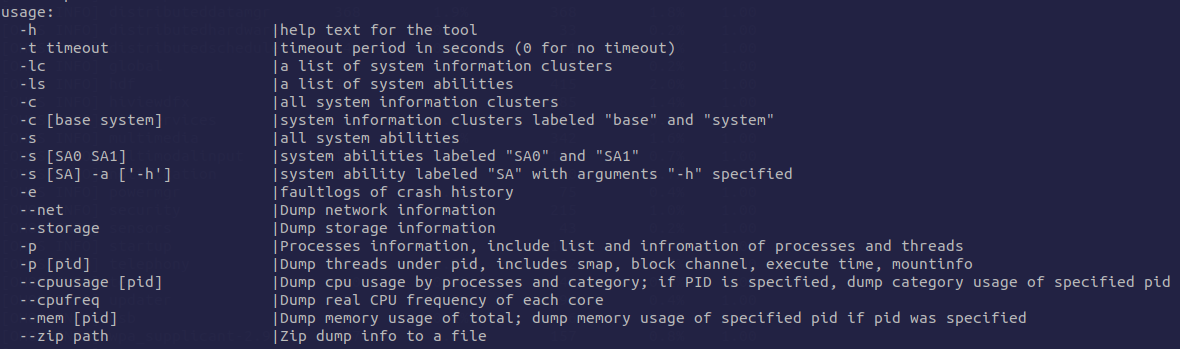 usage:
-h |help text for the tool
-t timeout |timeout period in seconds (0 for no timeout)
-lc |a list of system information clusters
-ls |a list of system abilities
-c |all system information clusters
-c [base system] |system information clusters labeled "base" and "system"
-s |all system abilities
-s [SA0 SA1] |system abilities labeled "SA0" and "SA1"
-s [SA] -a ['-h'] |system ability labeled "SA" with arguments "-h" specified
-e |faultlogs of crash history
--net |Dump network information
--storage |Dump storage information
-p |Processes information, include list and infromation of processes and threads
-p [pid] |Dump threads under pid, includes smap, block channel, execute time, mountinfo
--cpuusage [pid] |Dump cpu usage by processes and category; if PID is specified, dump category usage of specified pid
--cpufreq |Dump real CPU frequency of each core
--mem [pid] |Dump memory usage of total; dump memory usage of specified pid if pid was specified
--zip path |Zip dump info to a file